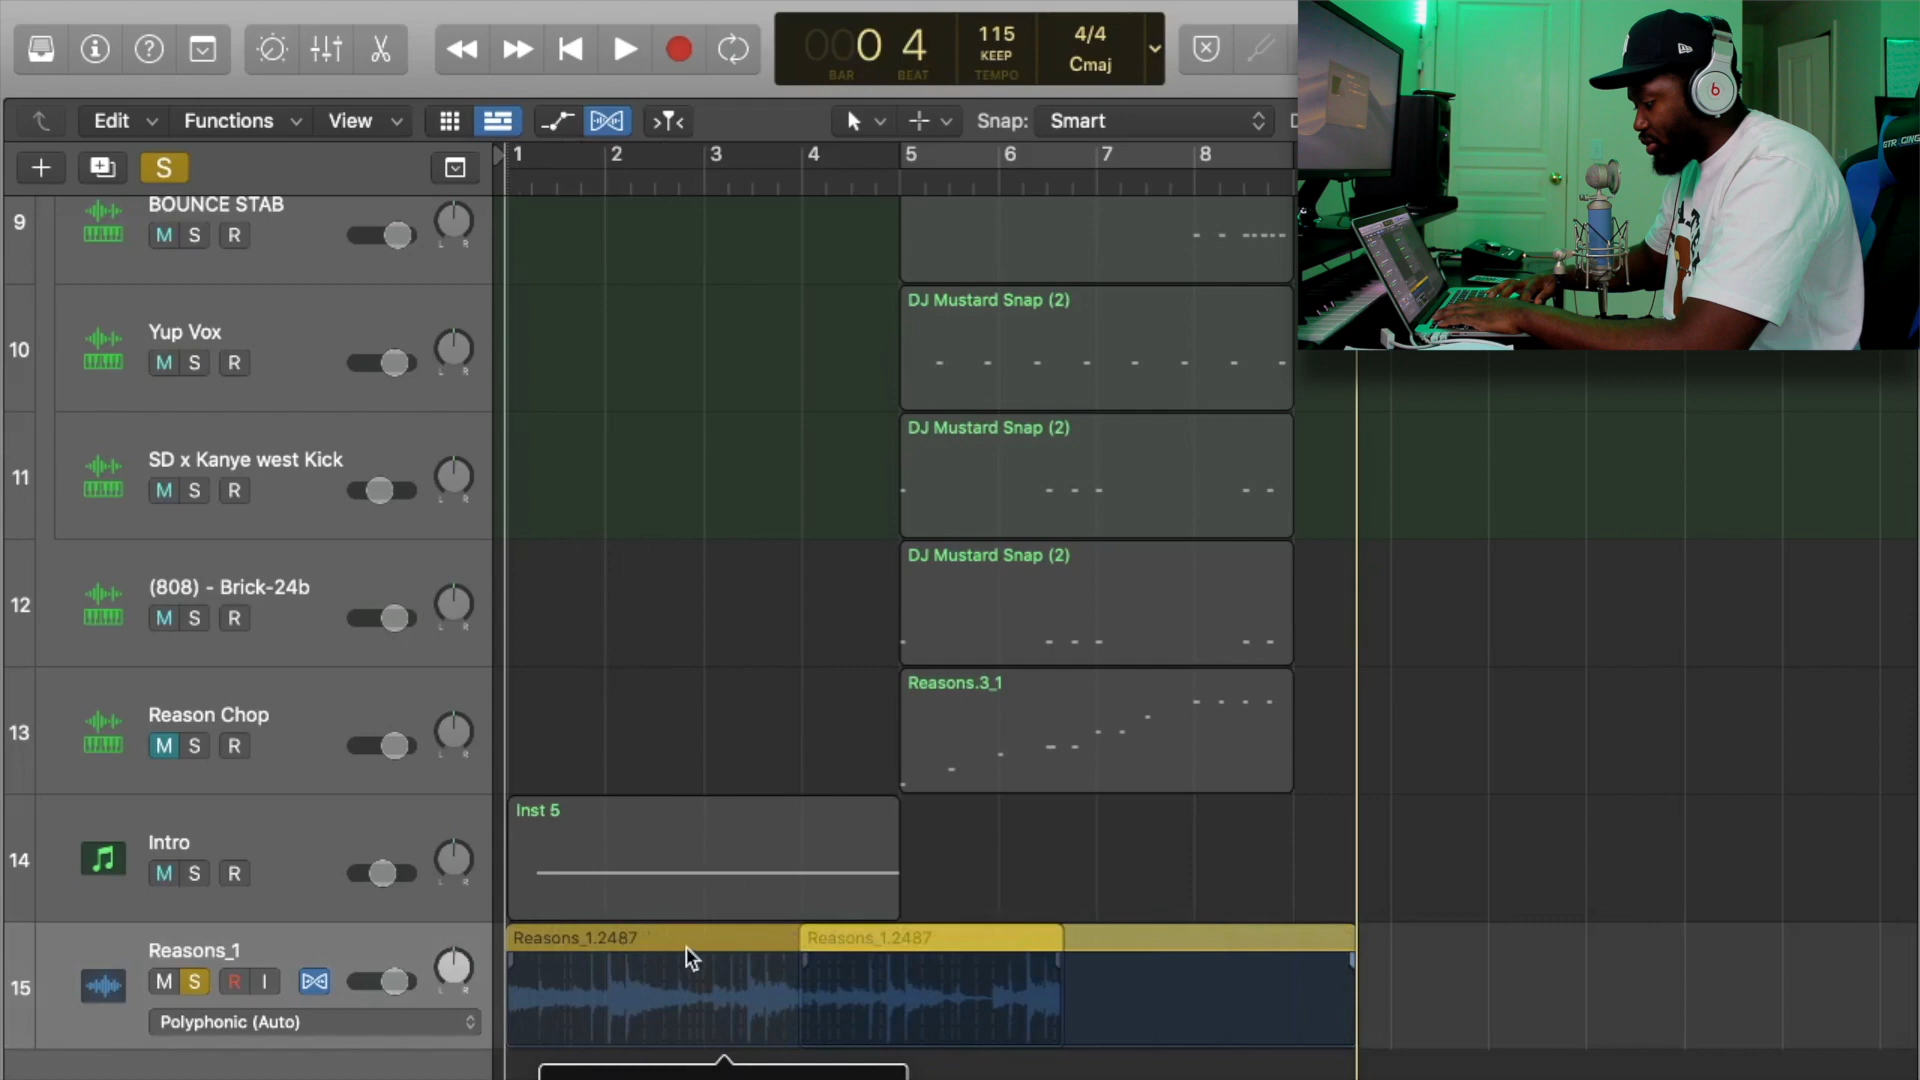 000 4
BAR BEAT
115
KEEP
TEMPO
4/4
Cmaj
Edit Functions View
Snap: Smart
S
1 2 3 4 5 6 7 8
9 BOUNCE STAB
M S R
L R
10 Yup Vox
M S R
L R
DJ Mustard Snap (2)
11 SD x Kanye west Kick
M S R
L R
DJ Mustard Snap (2)
12 (808) - Brick-24b
M S R
L R
DJ Mustard Snap (2)
13 Reason Chop
M S R
L R
Reasons.3_1
14 Intro
M S R
L R
Inst 5
15 Reasons_1
M S R I
L R
Polyphonic (Auto)
Reasons_1.2487 Reasons_1.2487